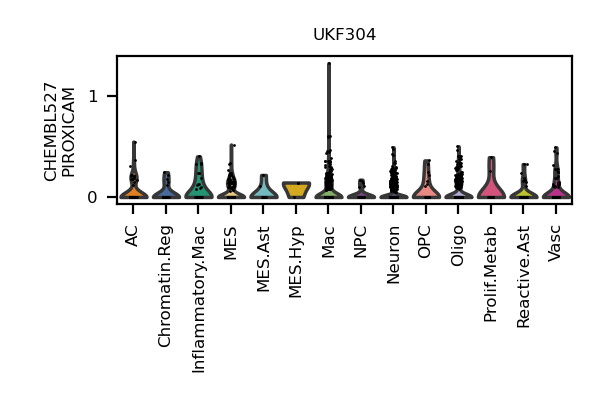 UKF304
CHEMBL527
PIROXICAM
1
0
AC
Chromatin.Reg
Inflammatory.Mac
MES
MES.Ast
MES.Hyp
Mac
NPC
Neuron
OPC
Oligo
Prolif.Metab
Reactive.Ast
Vasc